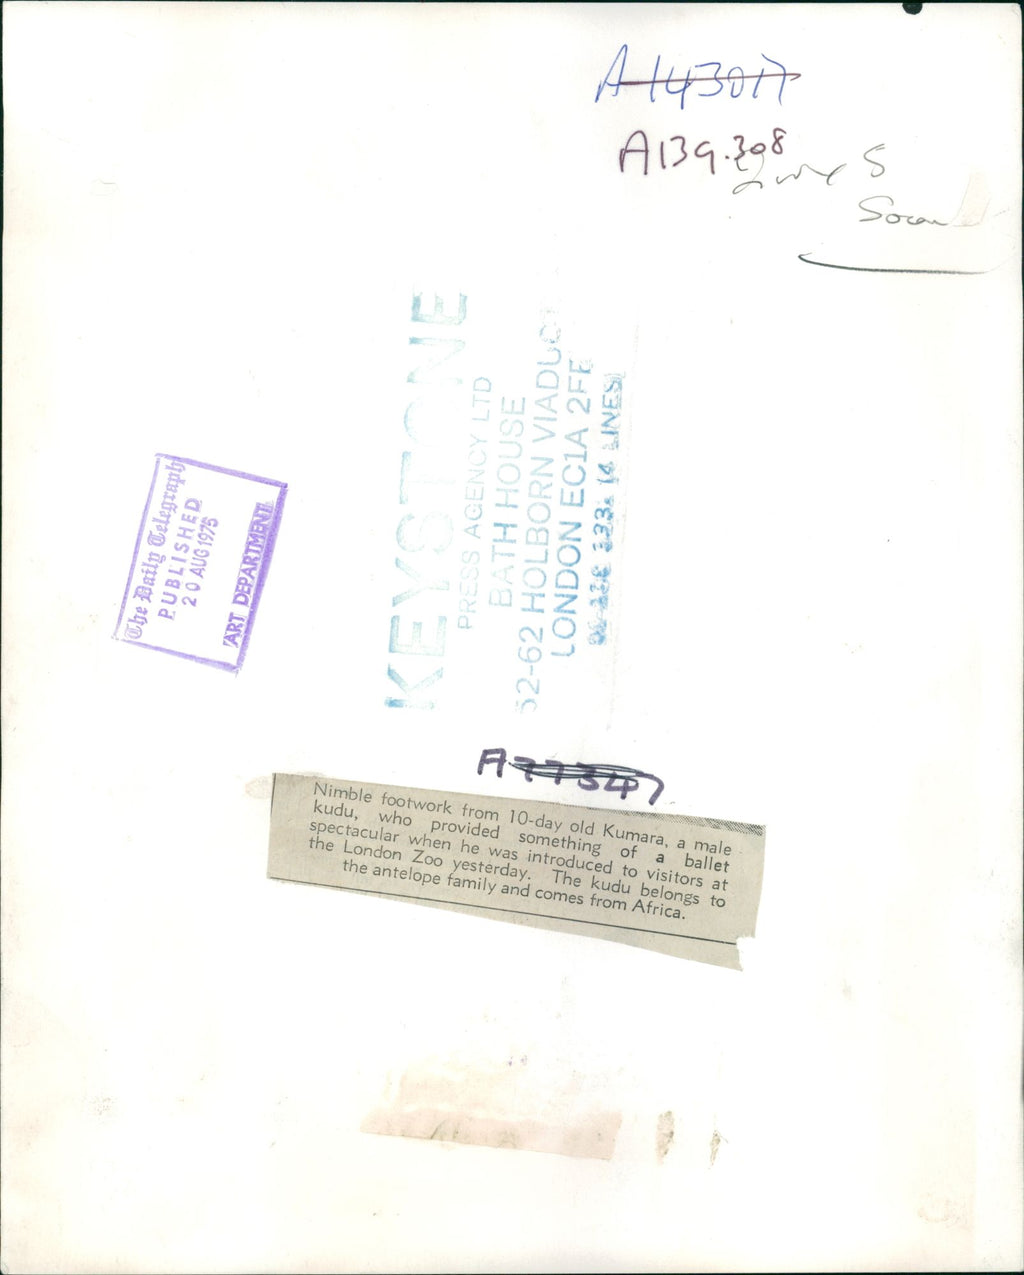 A143017
A139.308
KEYSTONE
PRESS AGENCY LTD
BATH HOUSE
52-62 HOLBORN VIADUCT
LONDON EC1A 2FE
(4 LINES)
The Daily Telegraph
PUBLISHED
20 AUG 1975
ART DEPARTMENT
A77347
Nimble footwork from 10-day old Kumara, a male
kudu, who provided something of a ballet
spectacular when he was introduced to visitors at
the London Zoo yesterday. The kudu belongs to
the antelope family and comes from Africa.